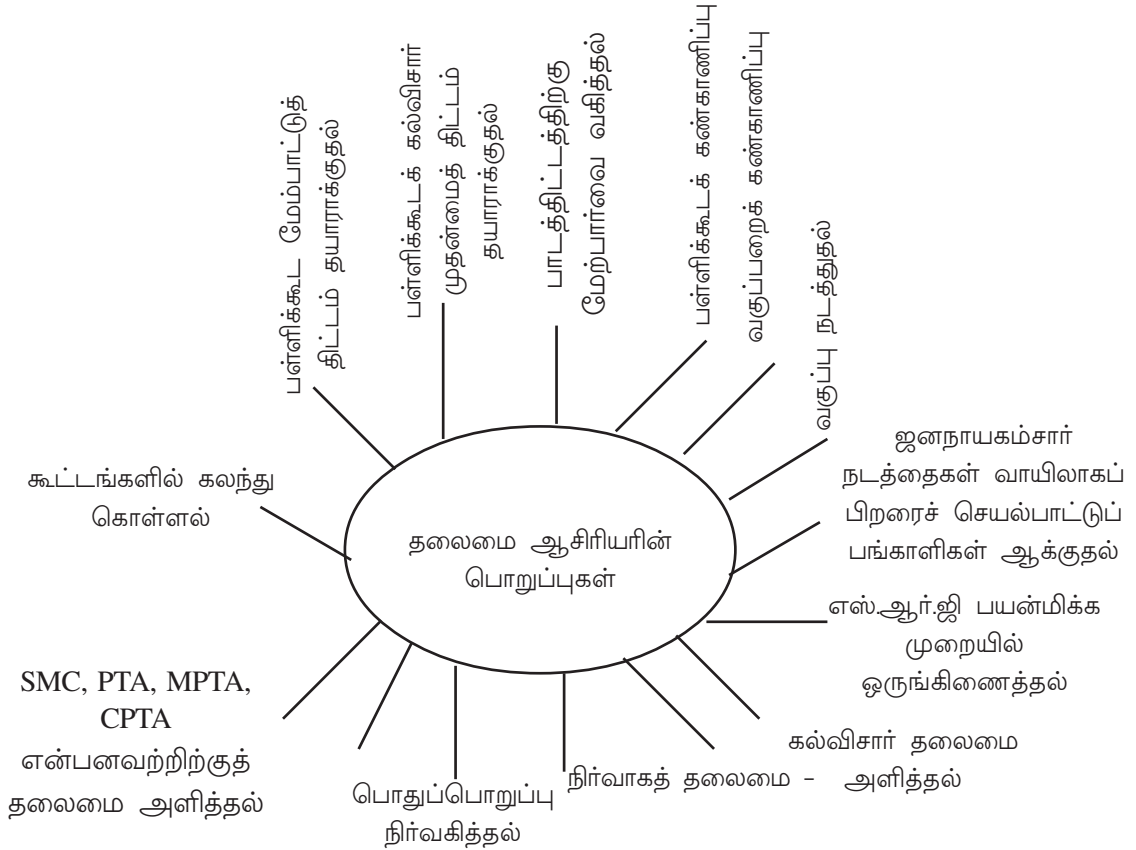 பள்ளிக்கூட மேம்பாட்டுத்
திட்டம் தயாராக்குதல்
பள்ளிக்கூடக் கல்விசார்
முதன்மைத் திட்டம்
தயாராக்குதல்
பாடத்திட்டத்திற்கு
மேற்பார்வை வகித்தல்
பள்ளிக்கூடக் கண்காணிப்பு
வகுப்பறைக் கண்காணிப்பு
வகுப்பு நடத்துதல்
ஜனநாயகம்சார்
நடத்தைகள் வாயிலாகப்
பிறரைச் செயல்பாட்டுப்
பங்காளிகள் ஆக்குதல்
எஸ்.ஆர்.ஜி பயன்மிக்க
முறையில்
ஒருங்கிணைத்தல்
கல்விசார் தலைமை
அளித்தல்
நிர்வாகத் தலைமை -
பொதுப்பொறுப்பு
நிர்வகித்தல்
SMC, PTA, MPTA,
CPTA
என்பனவற்றிற்குத்
தலைமை அளித்தல்
கூட்டங்களில் கலந்து
கொள்ளல்
தலைமை ஆசிரியரின்
பொறுப்புகள்